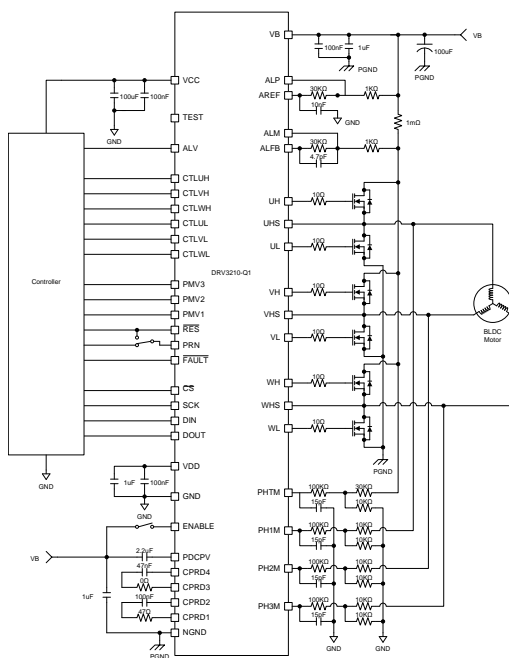 VB
VB
100nF
1uF
100uF
PGND
PGND
VCC
100uF
100nF
GND
ALP
30KΩ
1KΩ
AREF
10nF
GND
1mΩ
TEST
ALM
30KΩ
1KΩ
ALFB
4.7nF
ALV
CTLUH
CTLVH
CTLWH
CTLUL
CTLVL
CTLWL
UH
10Ω
UHS
UL
10Ω
Controller
DRV3210-Q1
PMV3
PMV2
PMV1
RES
PRN
FAULT
VH
10Ω
VHS
VL
10Ω
BLDC
Motor
CS
SCK
DIN
DOUT
WH
10Ω
WHS
WL
10Ω
PGND
GND
VDD
1uF
100nF
GND
GND
ENABLE
VB
2.2uF
PDCPV
47nF
CPRD4
0Ω
CPRD3
100nF
CPRD2
47Ω
CPRD1
1uF
NGND
PGND
PHTM
100KΩ
30KΩ
15pF
10KΩ
PH1M
100KΩ
10KΩ
15pF
10KΩ
PH2M
100KΩ
10KΩ
15pF
10KΩ
PH3M
100KΩ
10KΩ
15pF
10KΩ
GND
GND